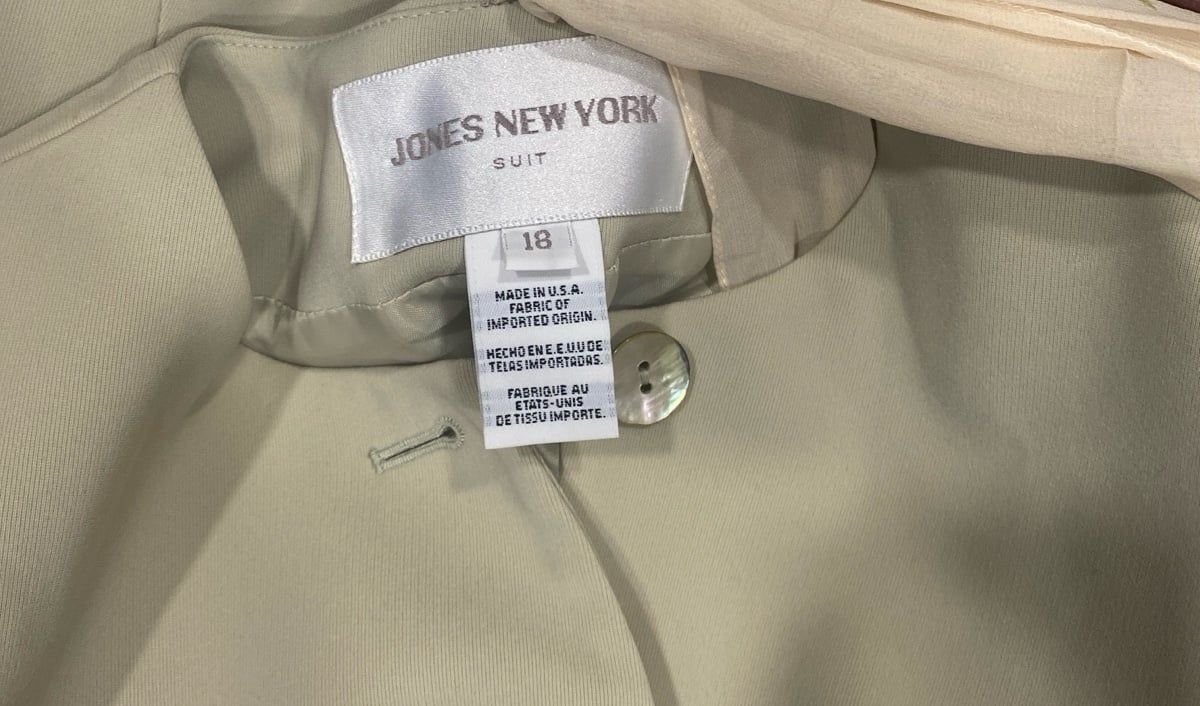 JONES NEW YORK
SUIT
18
MADE IN U.S.A.
FABRIC OF
IMPORTED ORIGIN.
HECHO EN E.E.U.U DE
TELAS IMPORTADAS.
FABRIQUE AU
ETATS-UNIS
DE TISSU IMPORTE.